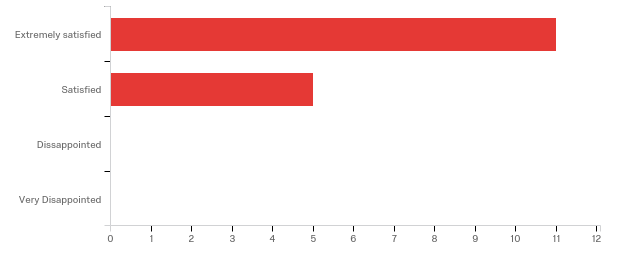 Extremely satisfied
Satisfied
Dissappointed
Very Disappointed
0 1 2 3 4 5 6 7 8 9 10 11 12